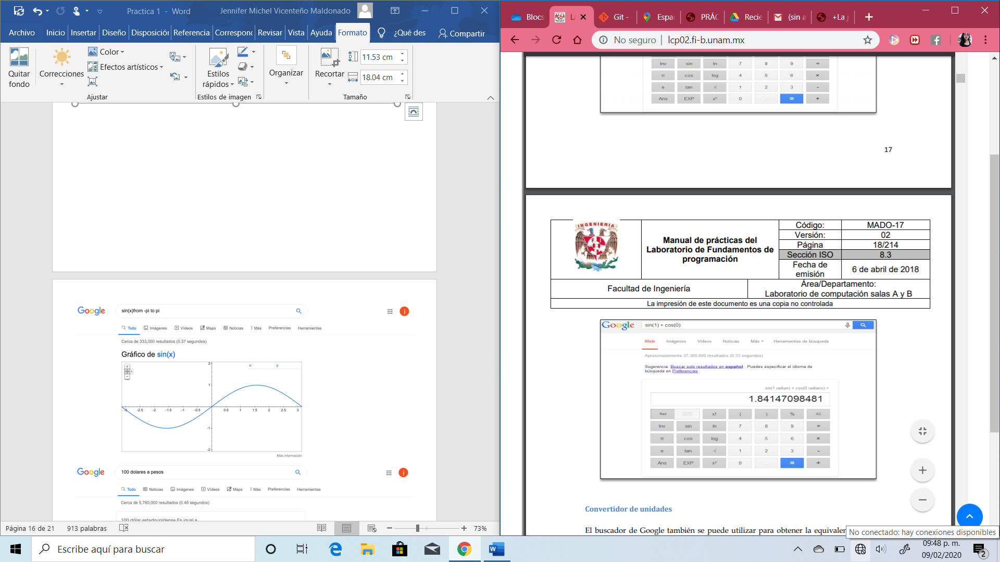 Practica 1 - Word
Jennifer Michel Vicenteño Maldonado
Archivo Inicio Insertar Diseño Disposición Referencia Correspond Revisar Vista Ayuda Formato ¿Qué des Compartir
Quitar fondo
Correcciones
Color
Efectos artísticos
Ajustar
Estilos rápidos
Estilos de imagen
Organizar
Recortar
11.53 cm
18.04 cm
Tamaño
Google sin(x)from -pi to pi j
Todo Imágenes Vídeos Maps Noticias Más Preferencias Herramientas
Cerca de 333,000 resultados (0.37 segundos)
Gráfico de sin(x)
x: y:
2
1
-3 -2.5 -2 -1.5 -1 -0.5 0.5 1 1.5 2 2.5 3
-1
-2
Más información
Google 100 dolares a pesos j
Todo Noticias Imágenes Vídeos Maps Más Preferencias Herramientas
Cerca de 5,760,000 resultados (0.46 segundos)
100 dólar estadounidense Es igual a
Página 16 de 21 913 palabras 73%
Blocs Git - Espa PRÁC Recie (sin a +La j
No seguro | lcp02.fi-b.unam.mx
Inv sin ln 7 8 9 ÷
π cos log 4 5 6 ×
e tan √ 1 2 3 -
Ans EXP xʸ 0 . = +
17
INGENIERIA
Manual de prácticas del
Laboratorio de Fundamentos de
programación
Código: MADO-17
Versión: 02
Página 18/214
Sección ISO 8.3
Fecha de emisión 6 de abril de 2018
Facultad de Ingeniería
Área/Departamento:
Laboratorio de computación salas A y B
La impresión de este documento es una copia no controlada
Google sin(1) + cos(0)
Web Imágenes Vídeos Noticias Más Herramientas de búsqueda
Aproximadamente 37,300,000 resultados (0.33 segundos)
Sugerencia: Buscar solo resultados en español . Puedes especificar el idioma de
búsqueda en Preferencias
sin(1 radian) + cos(0 radians) =
1.84147098481
Rad x! ( ) % AC
Inv sin ln 7 8 9 ÷
π cos log 4 5 6 ×
e tan √ 1 2 3 -
Ans EXP xʸ 0 . = +
Convertidor de unidades
El buscador de Google también se puede utilizar para obtener la equivalen
No conectado: hay conexiones disponibles
Escribe aquí para buscar
09:48 p. m.
09/02/2020
2